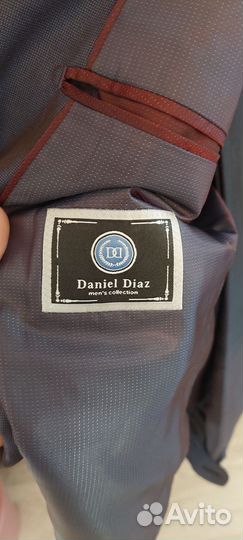 DD
Daniel Diaz
men's collection
Avito